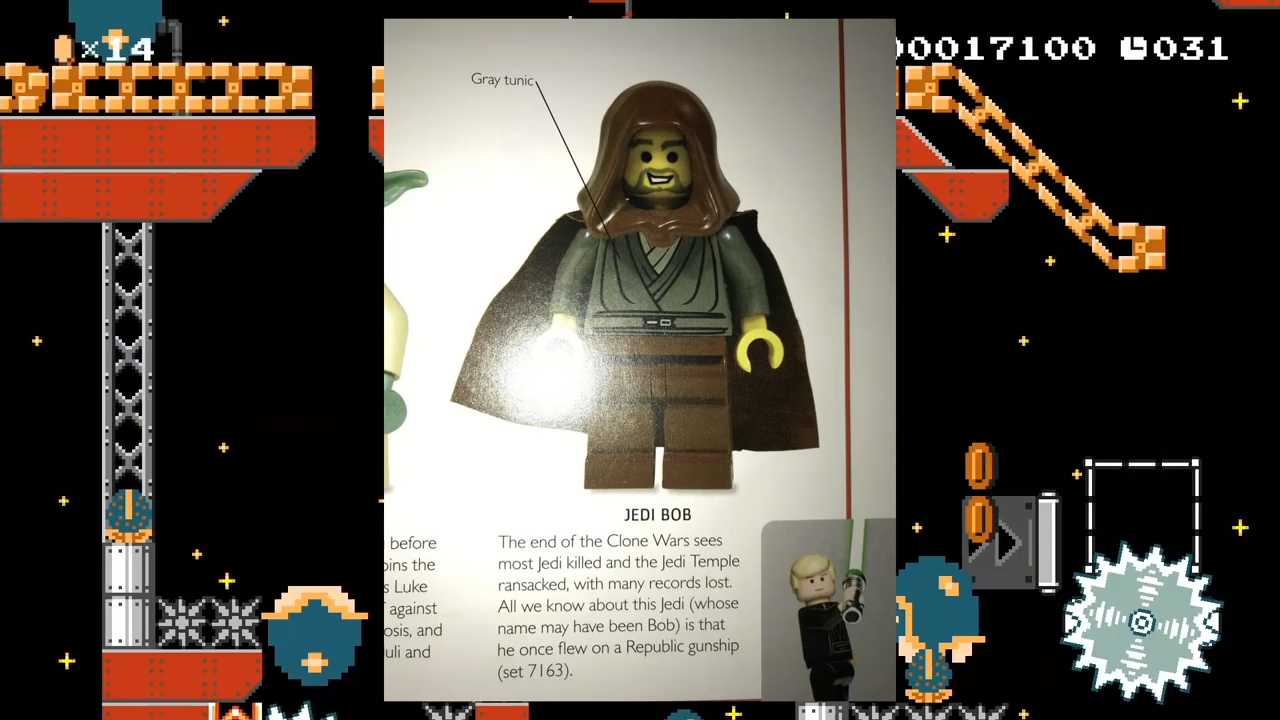 ×14
00017100 031
Gray tunic
JEDI BOB
before
s Luke
against
osis, and
uli and
The end of the Clone Wars sees
most Jedi killed and the Jedi Temple
ransacked, with many records lost.
All we know about this Jedi (whose
name may have been Bob) is that
he once flew on a Republic gunship
(set 7163).